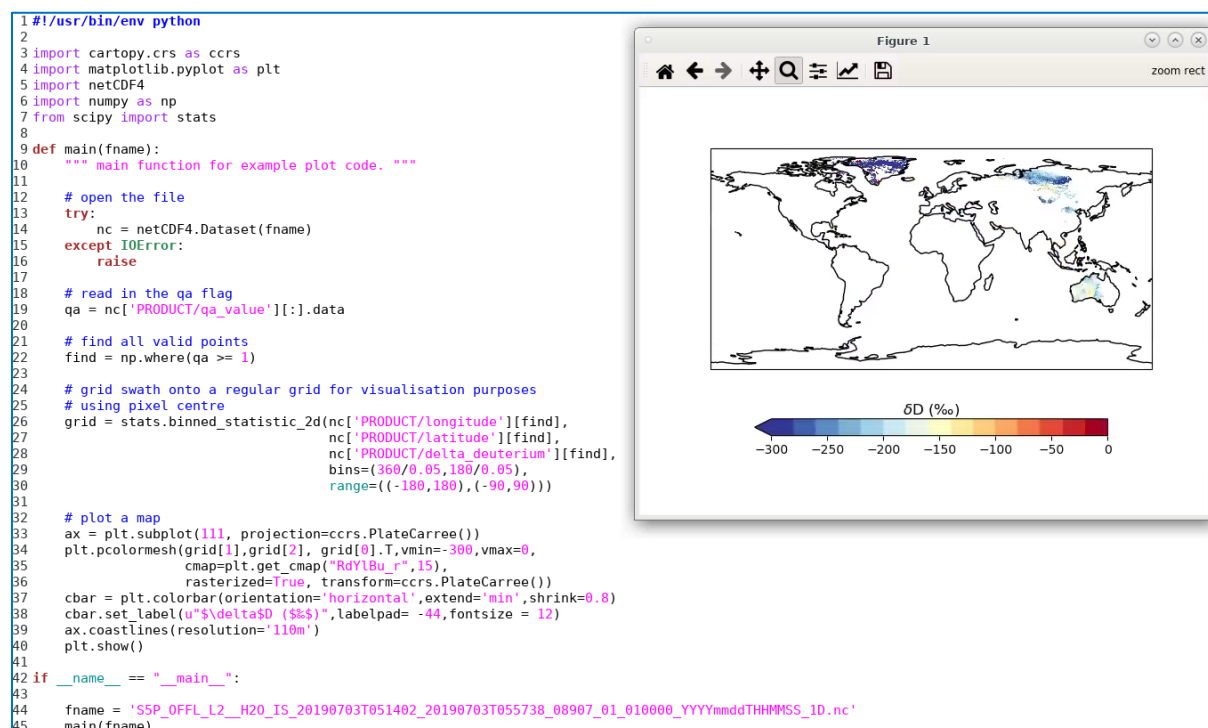 1 #!/usr/bin/env python
2
3 import cartopy.crs as ccrs
4 import matplotlib.pyplot as plt
5 import netCDF4
6 import numpy as np
7 from scipy import stats
8
9 def main(fname):
10     """ main function for example plot code. """
11
12     # open the file
13     try:
14         nc = netCDF4.Dataset(fname)
15     except IOError:
16         raise
17
18     # read in the qa flag
19     qa = nc['PRODUCT/qa_value'][:].data
20
21     # find all valid points
22     find = np.where(qa >= 1)
23
24     # grid swath onto a regular grid for visualisation purposes
25     # using pixel centre
26     grid = stats.binned_statistic_2d(nc['PRODUCT/longitude'][find],
27                                      nc['PRODUCT/latitude'][find],
28                                      nc['PRODUCT/delta_deuterium'][find],
29                                      bins=(360/0.05,180/0.05),
30                                      range=((-180,180),(-90,90)))
31
32     # plot a map
33     ax = plt.subplot(111, projection=ccrs.PlateCarree())
34     plt.pcolormesh(grid[1],grid[2], grid[0].T,vmin=-300,vmax=0,
35                    cmap=plt.get_cmap("RdYlBu_r",15),
36                    rasterized=True, transform=ccrs.PlateCarree())
37     cbar = plt.colorbar(orientation='horizontal',extend='min',shrink=0.8)
38     cbar.set_label(u"$\delta$D ($‰$)",labelpad= -44,fontsize = 12)
39     ax.coastlines(resolution='110m')
40     plt.show()
41
42 if __name__ == "__main__":
43
44     fname = 'S5P_OFFL_L2__H2O_IS_20190703T051402_20190703T055738_08907_01_010000_YYYYmmddTHHMMSS_1D.nc'
45     main(fname)
Figure 1
zoom rect
δD (‰)
−300 −250 −200 −150 −100 −50 0